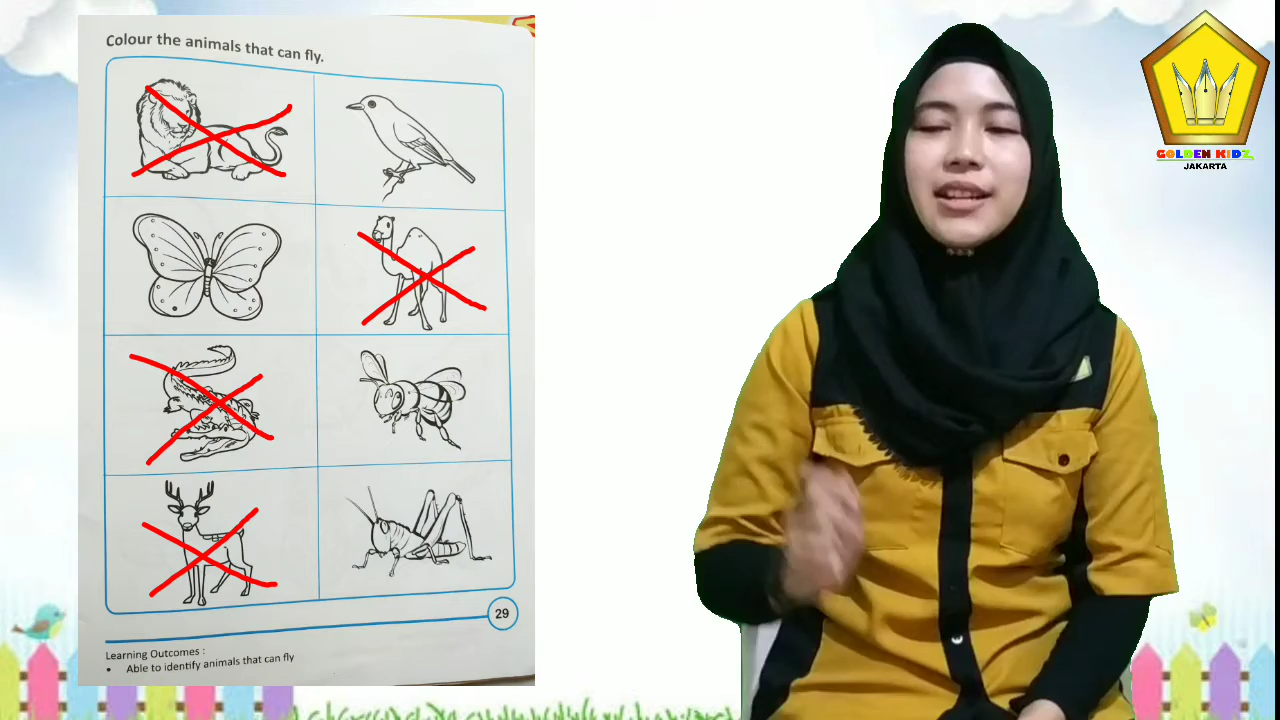 Colour the animals that can fly.
29
Learning Outcomes :
• Able to identify animals that can fly
GOLDEN KIDZ
JAKARTA